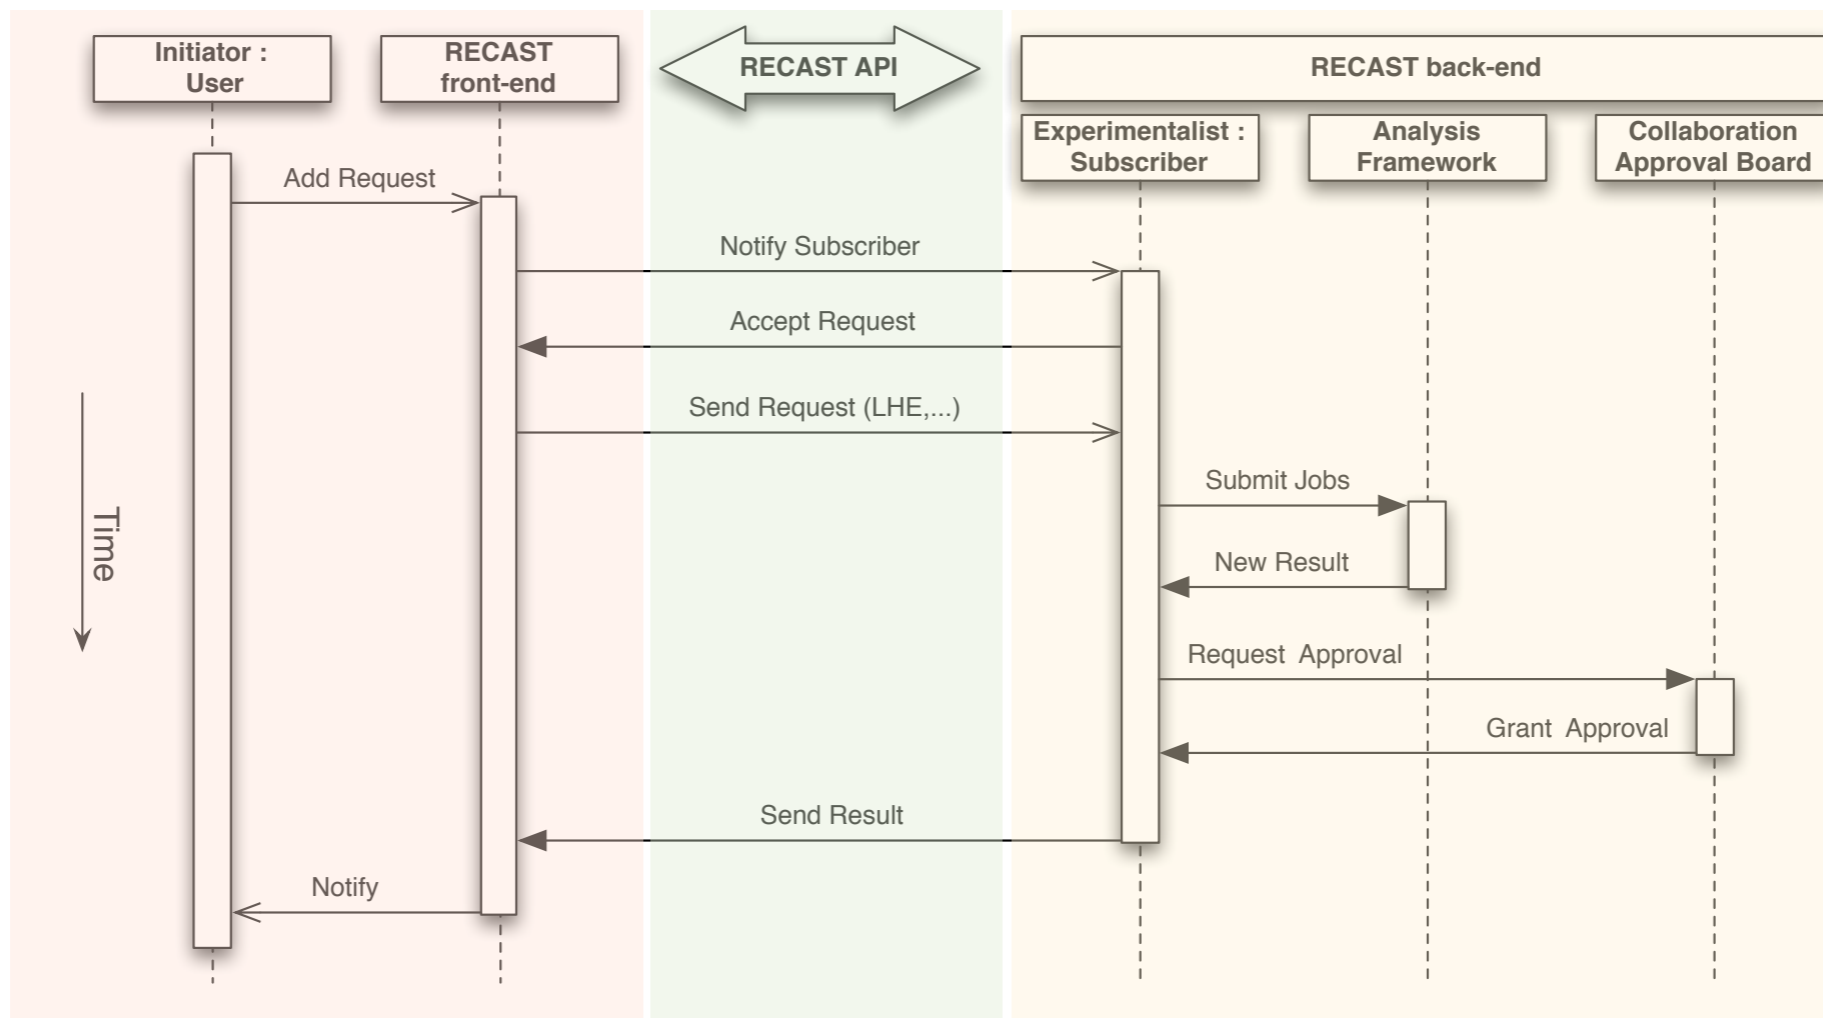 Initiator :
User
RECAST
front-end
RECAST API
RECAST back-end
Experimentalist :
Subscriber
Analysis
Framework
Collaboration
Approval Board
Add Request
Notify Subscriber
Accept Request
Send Request (LHE,...)
Submit Jobs
Time
New Result
Request Approval
Grant Approval
Send Result
Notify